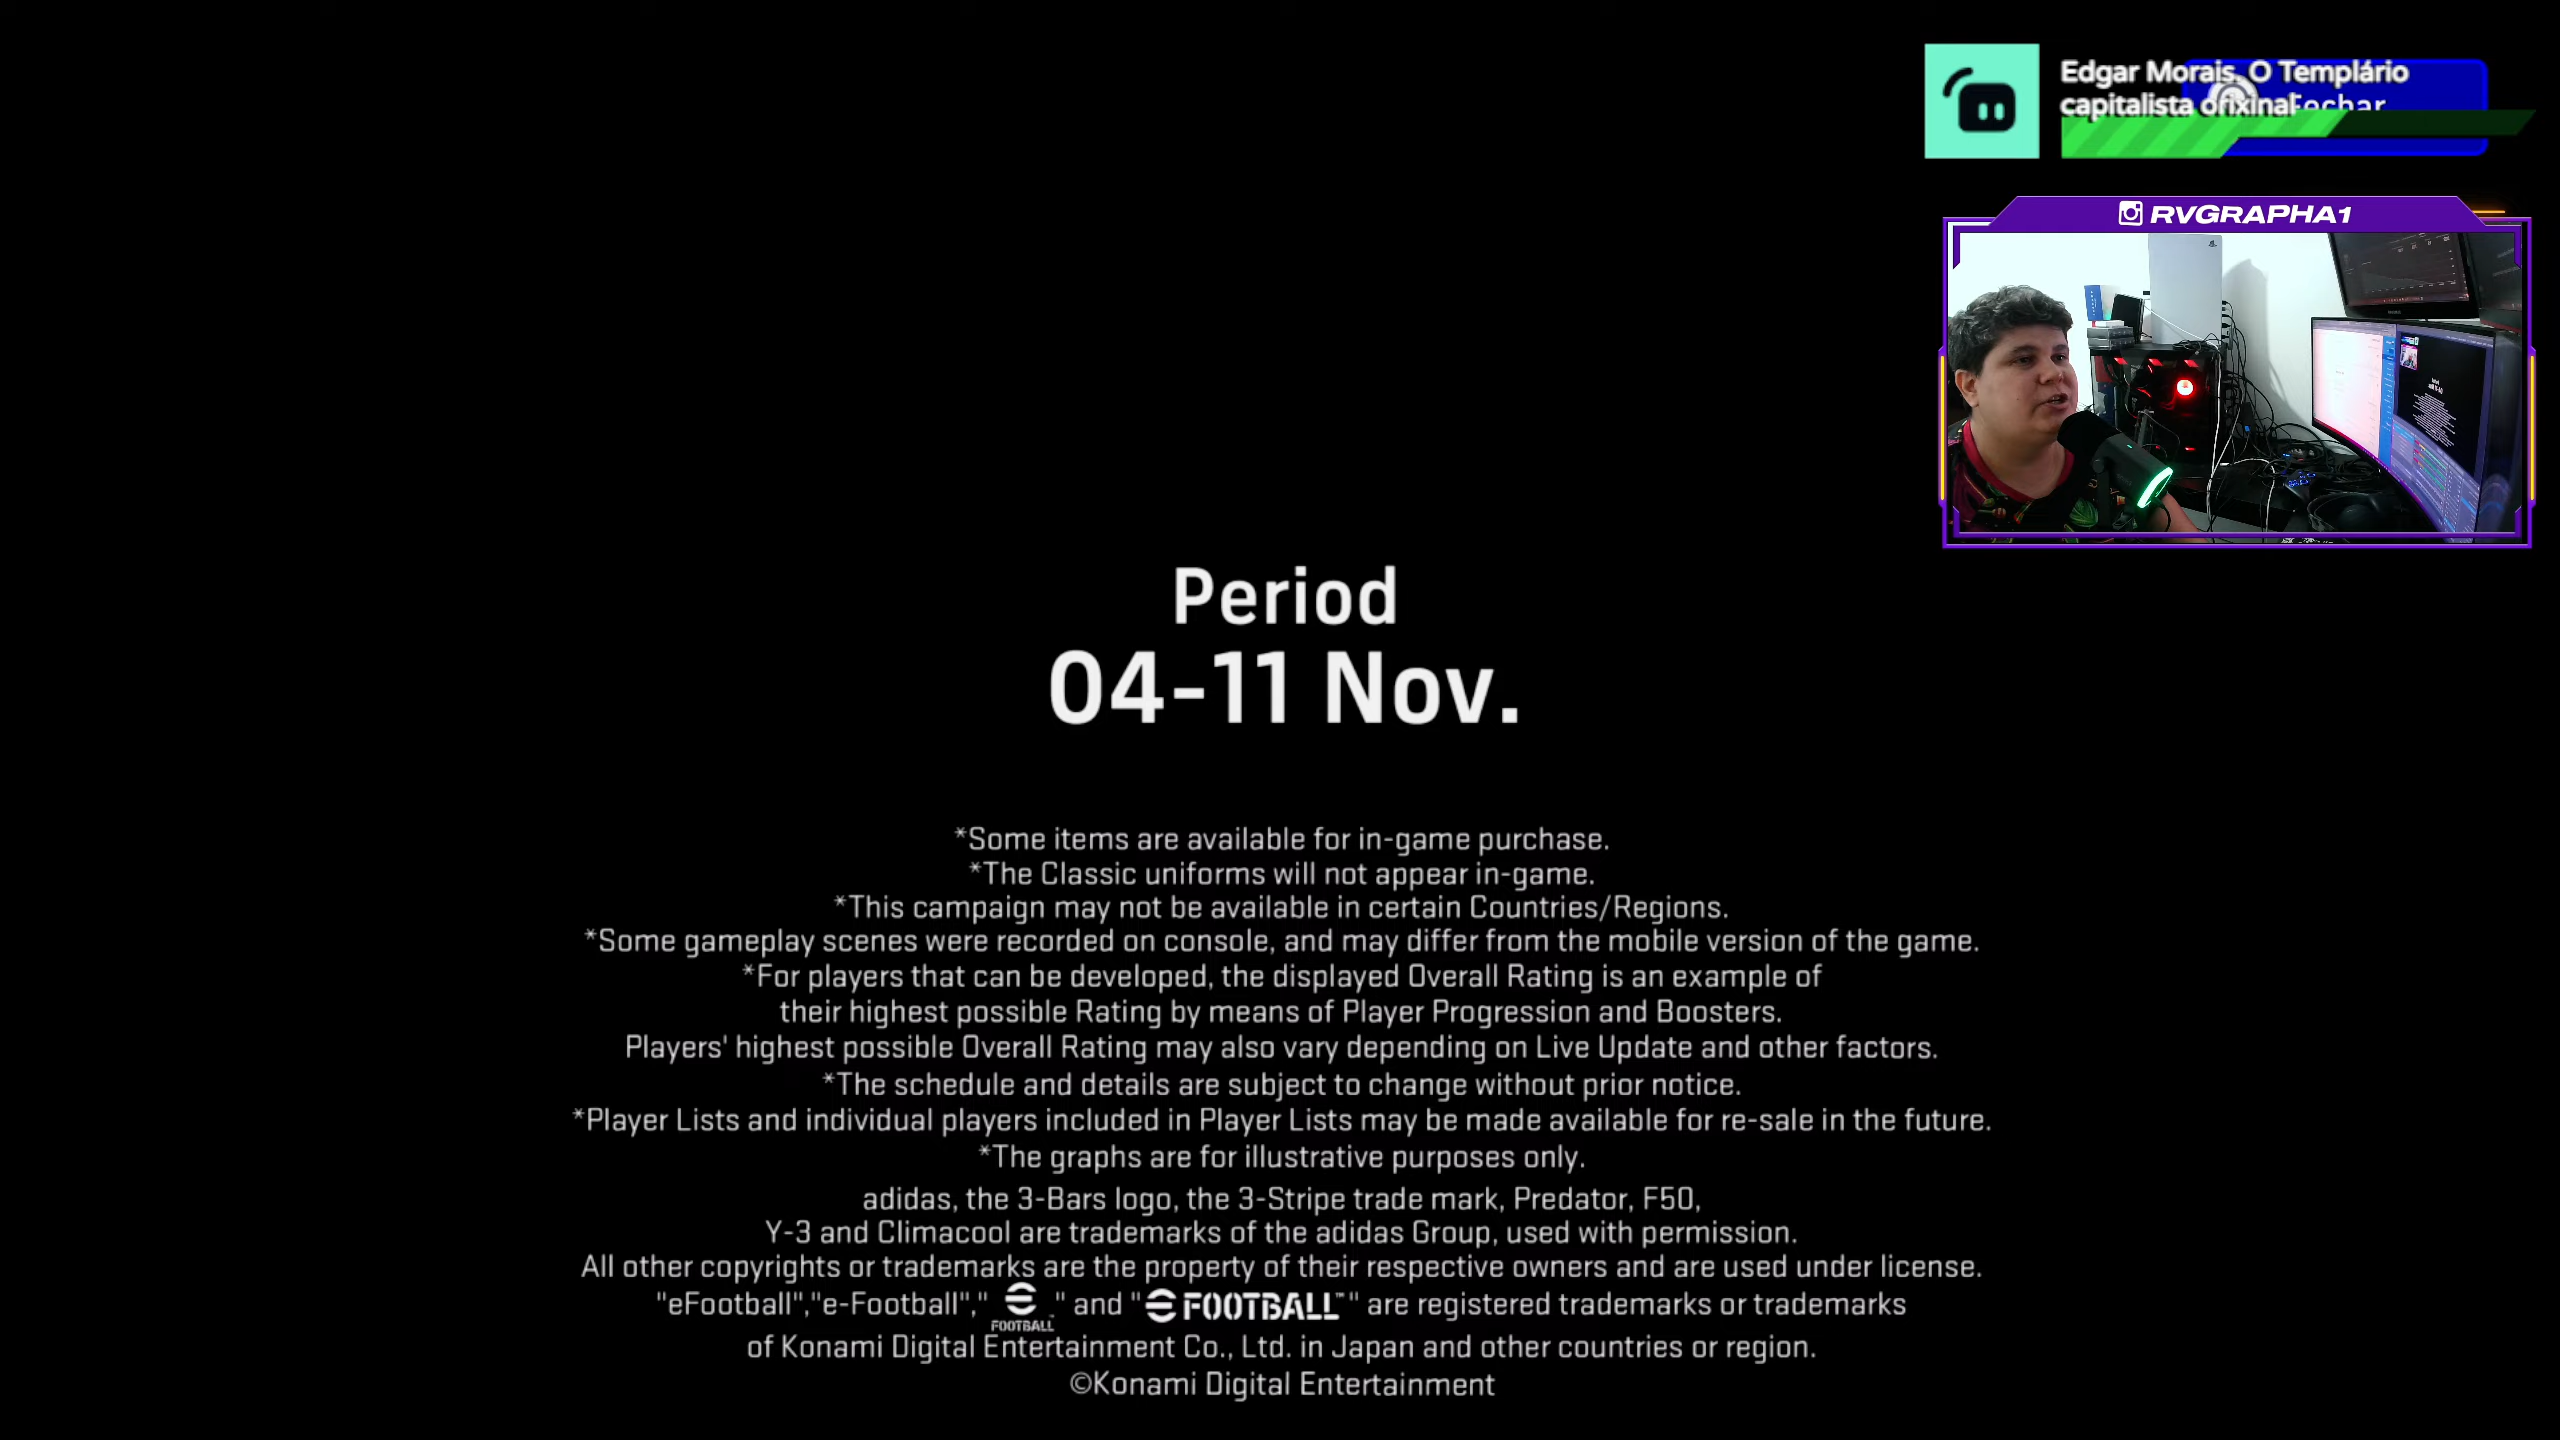 Edgar Morais, O Templário
capitalista orixinal
Fechar
RVGRAPHA1
Period
04-11 Nov.
*Some items are available for in-game purchase.
*The Classic uniforms will not appear in-game.
*This campaign may not be available in certain Countries/Regions.
*Some gameplay scenes were recorded on console, and may differ from the mobile version of the game.
*For players that can be developed, the displayed Overall Rating is an example of
their highest possible Rating by means of Player Progression and Boosters.
Players' highest possible Overall Rating may also vary depending on Live Update and other factors.
*The schedule and details are subject to change without prior notice.
*Player Lists and individual players included in Player Lists may be made available for re-sale in the future.
*The graphs are for illustrative purposes only.
adidas, the 3-Bars logo, the 3-Stripe trade mark, Predator, F50,
Y-3 and Climacool are trademarks of the adidas Group, used with permission.
All other copyrights or trademarks are the property of their respective owners and are used under license.
"eFootball","e-Football"," FOOTBALL " and " FOOTBALL™" are registered trademarks or trademarks
of Konami Digital Entertainment Co., Ltd. in Japan and other countries or region.
©Konami Digital Entertainment